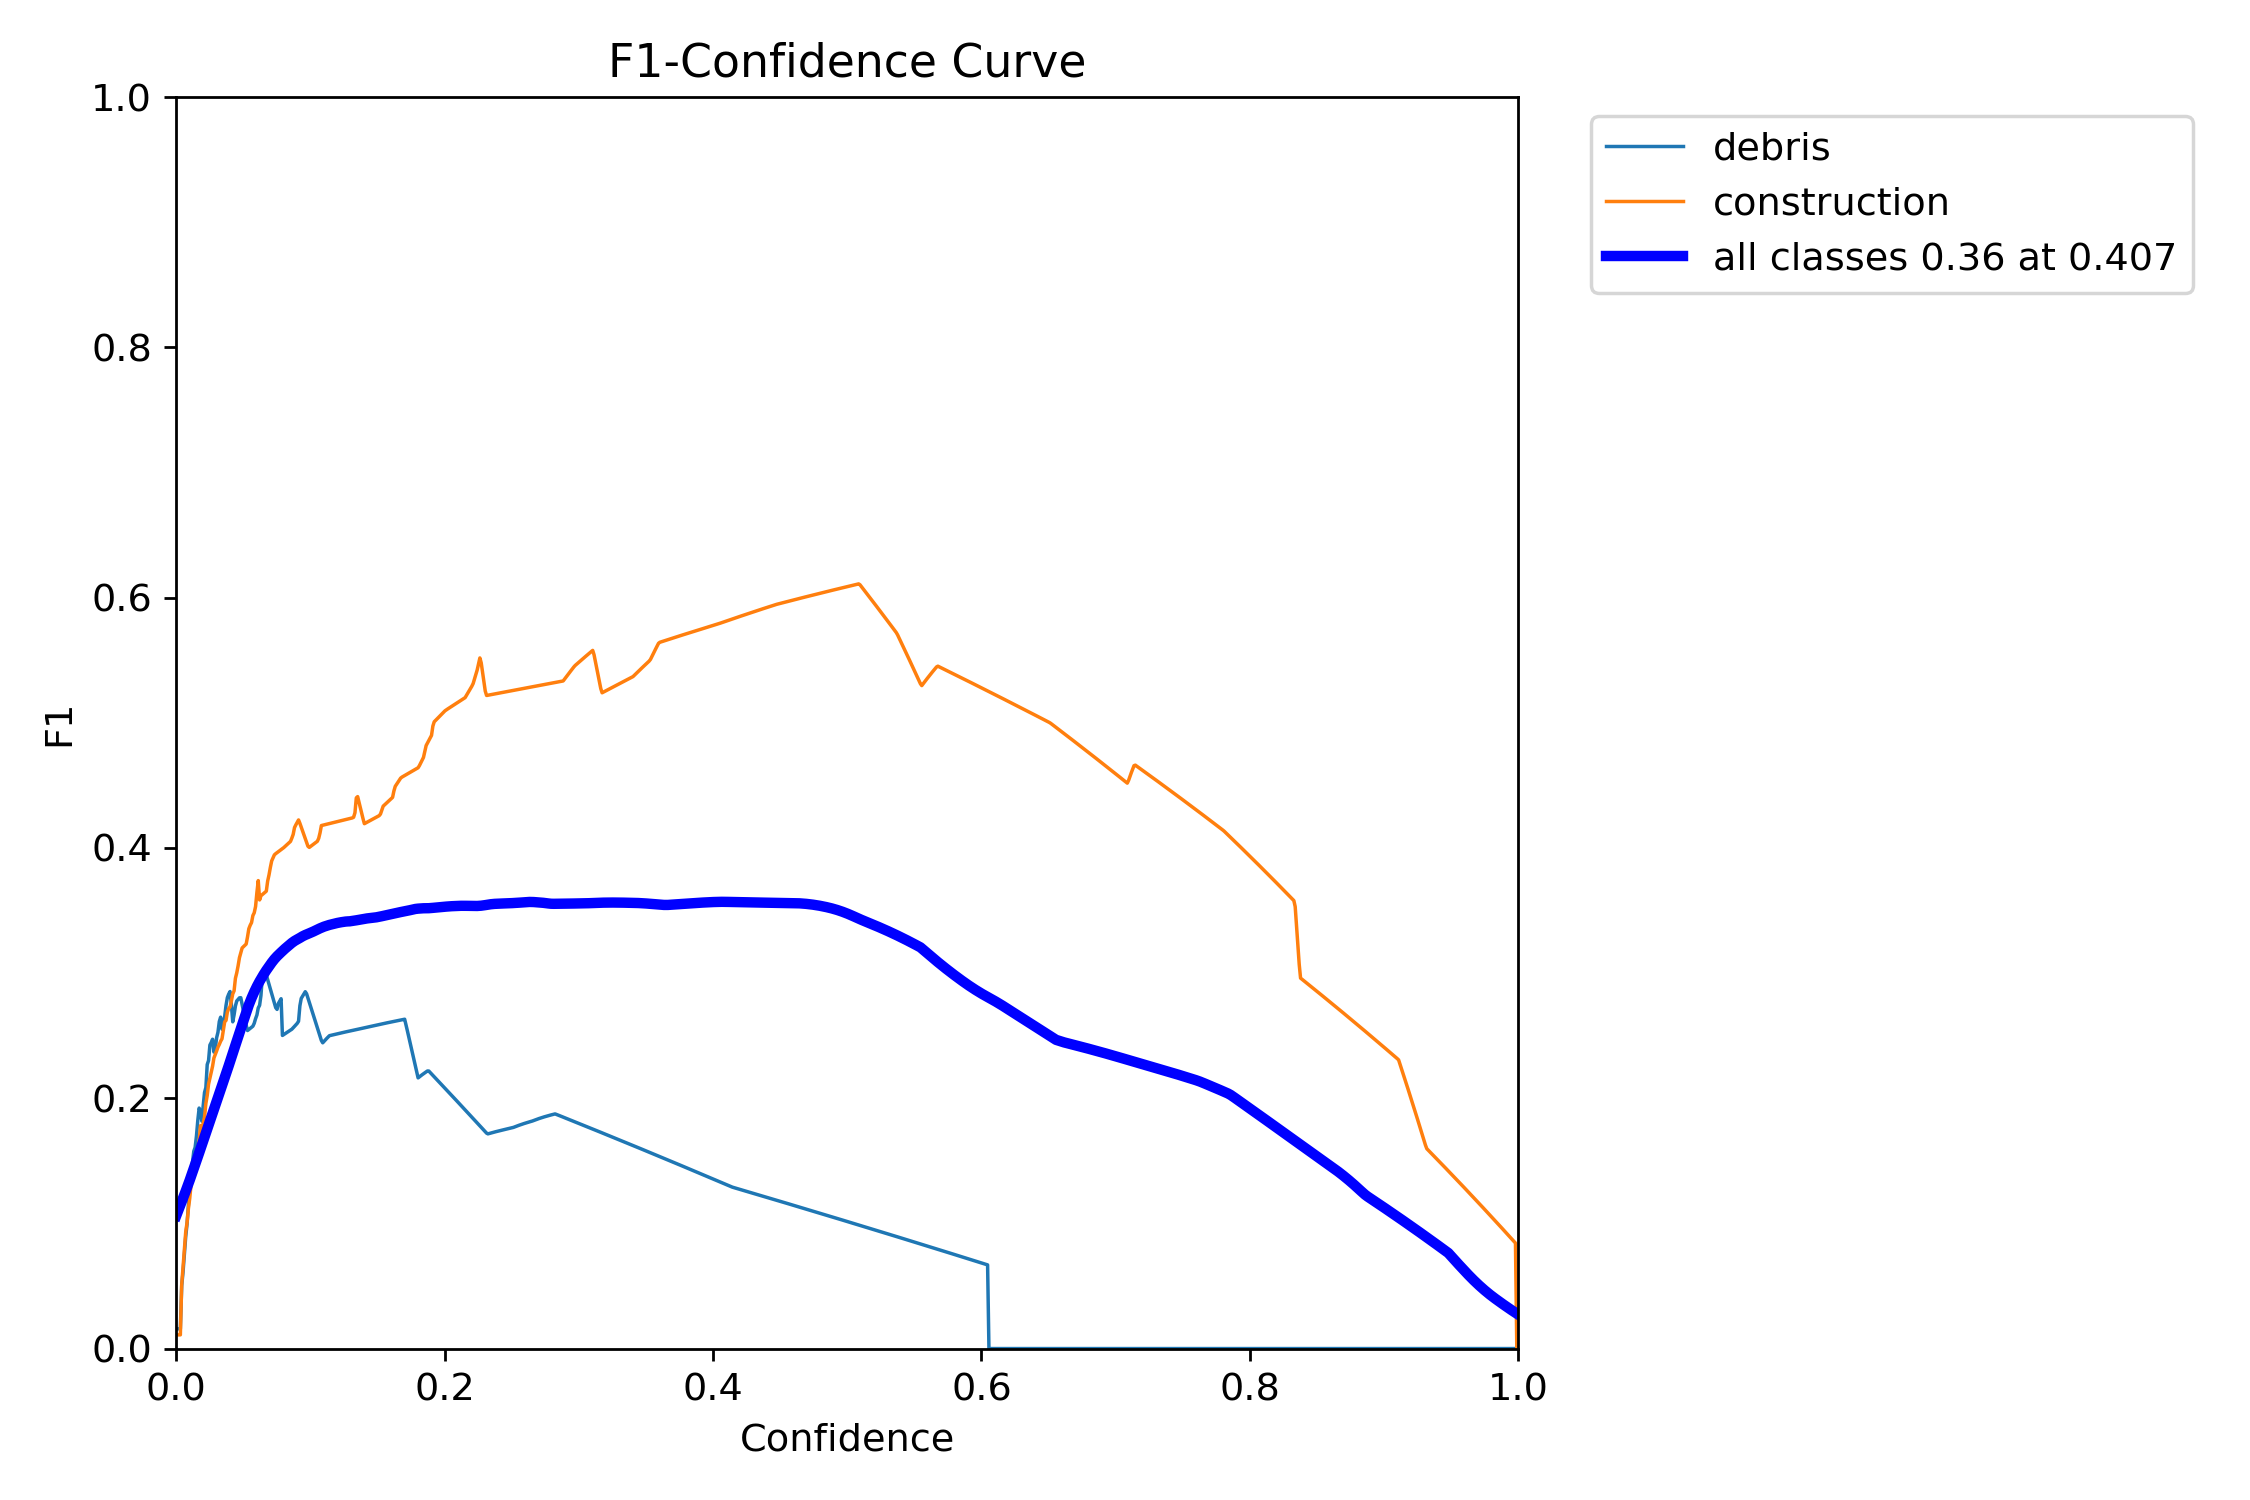 F1-Confidence Curve
debris
construction
all classes 0.36 at 0.407
1.0
0.8
0.6
0.4
0.2
0.0
F1
0.0 0.2 0.4 0.6 0.8 1.0
Confidence